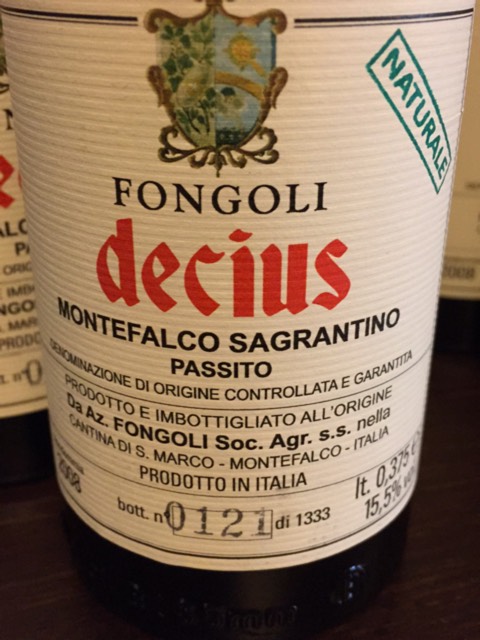 NATURALE
FONGOLI
decius
MONTEFALCO SAGRANTINO
PASSITO
DENOMINAZIONE DI ORIGINE CONTROLLATA E GARANTITA
PRODOTTO E IMBOTTIGLIATO ALL'ORIGINE
Da Az. FONGOLI Soc. Agr. s.s. nella
CANTINA DI S. MARCO - MONTEFALCO - ITALIA
PRODOTTO IN ITALIA
2008
lt. 0,375 e
15,5% vol
bott. n° 0121 di 1333